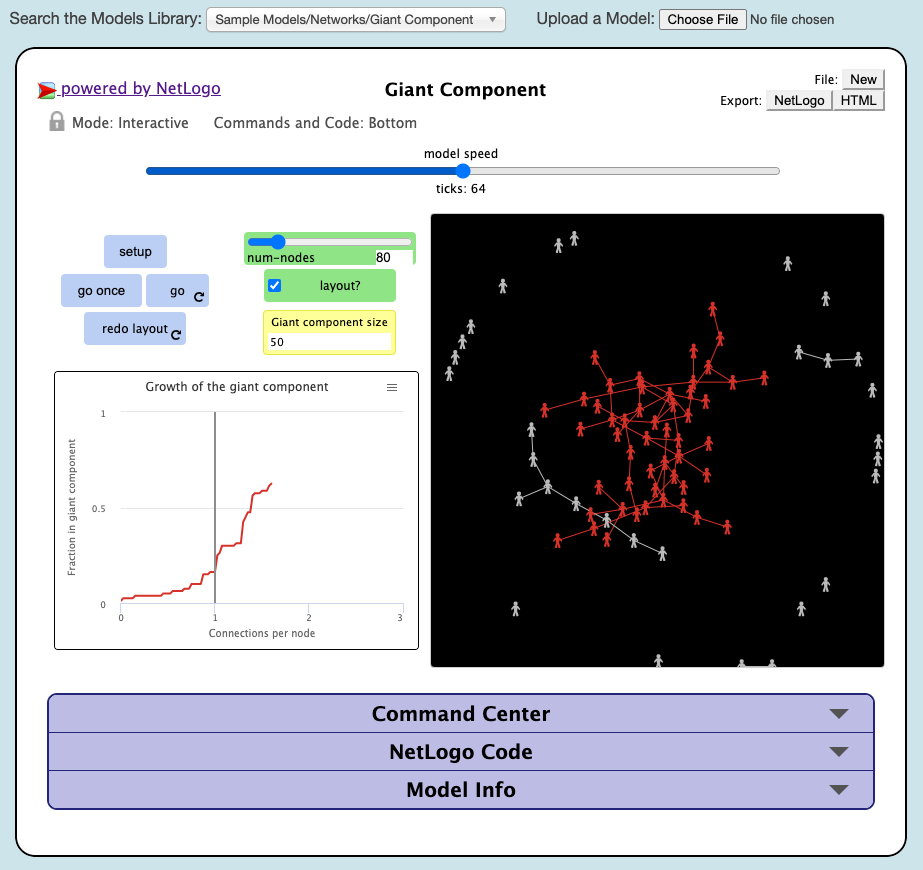 Search the Models Library: Sample Models/Networks/Giant Component Upload a Model: Choose File No file chosen
powered by NetLogo
Giant Component
File: New
Export: NetLogo HTML
Mode: Interactive Commands and Code: Bottom
model speed
ticks: 64
setup
go once
go
redo layout
num-nodes 80
layout?
Giant component size
50
Growth of the giant component
Fraction in giant component
1
0.5
0
0 1 2 3
Connections per node
Command Center
NetLogo Code
Model Info